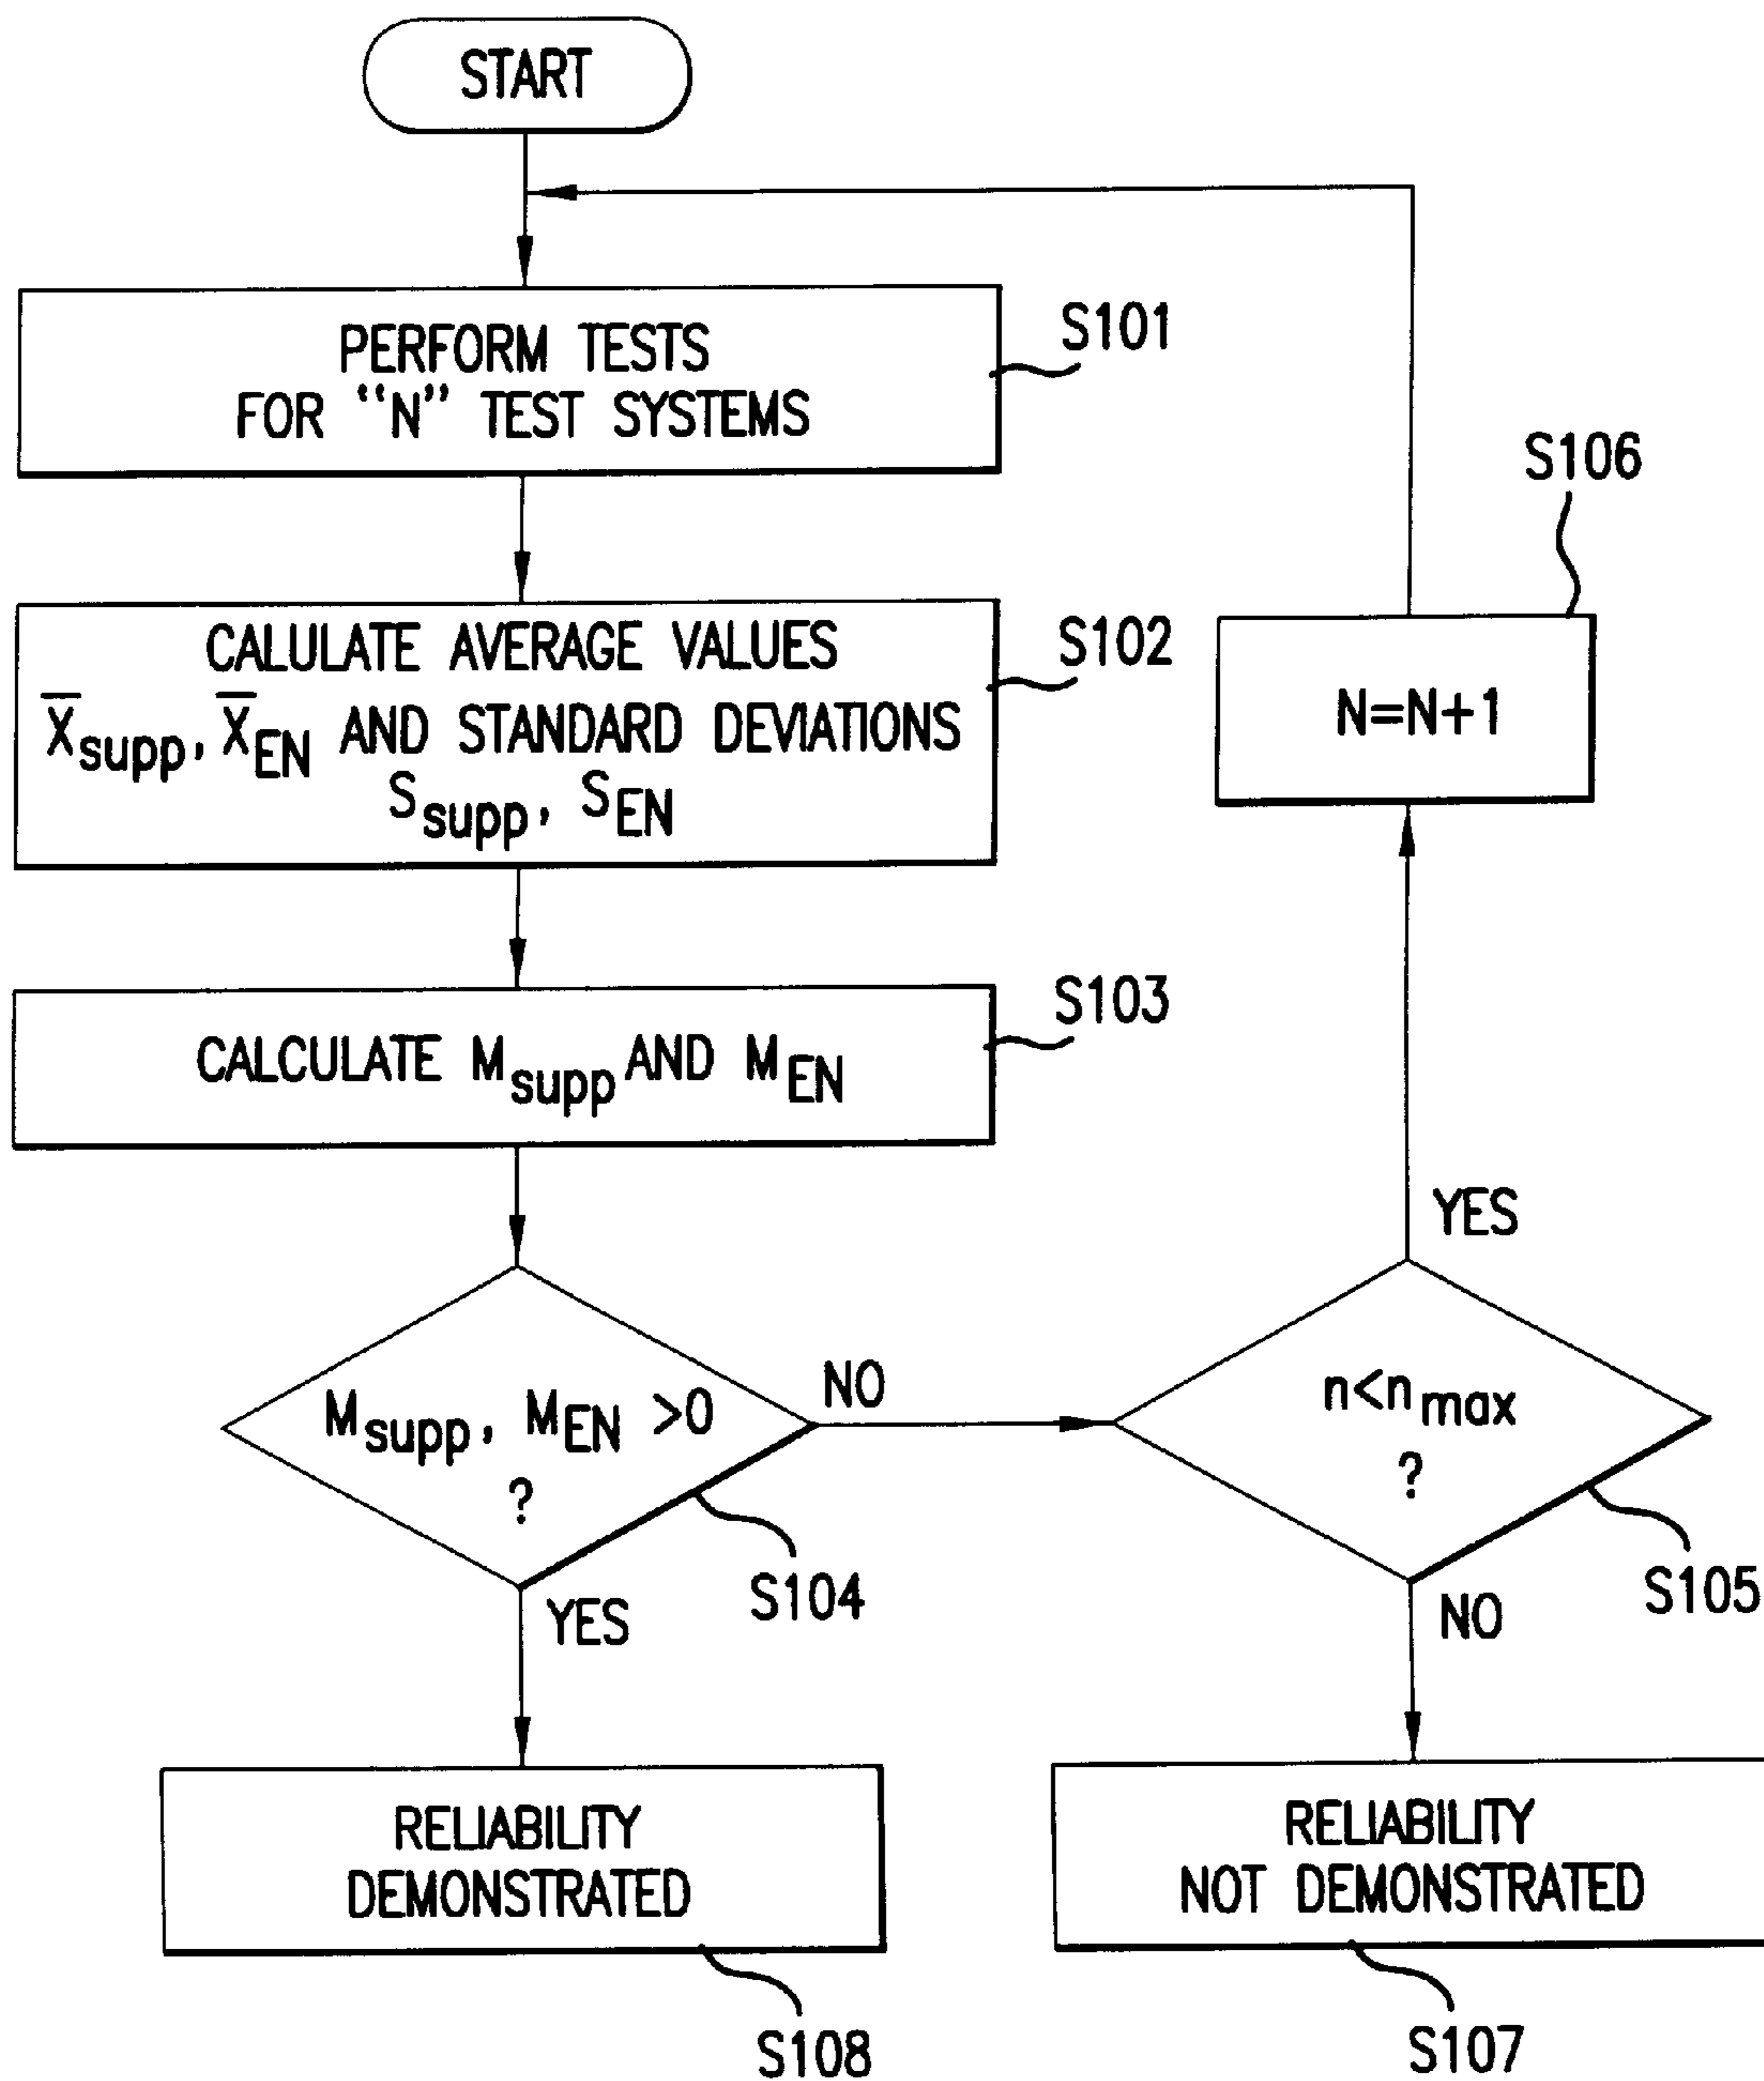 START
PERFORM TESTS
FOR “N” TEST SYSTEMS
S101
CALULATE AVERAGE VALUES
X̅supp, X̅EN AND STANDARD DEVIATIONS
Ssupp, SEN
S102
CALCULATE Msupp AND MEN
S103
Msupp, MEN >0
?
S104
NO
YES
n<nmax
?
S105
YES
NO
N=N+1
S106
RELIABILITY
DEMONSTRATED
S108
RELIABILITY
NOT DEMONSTRATED
S107